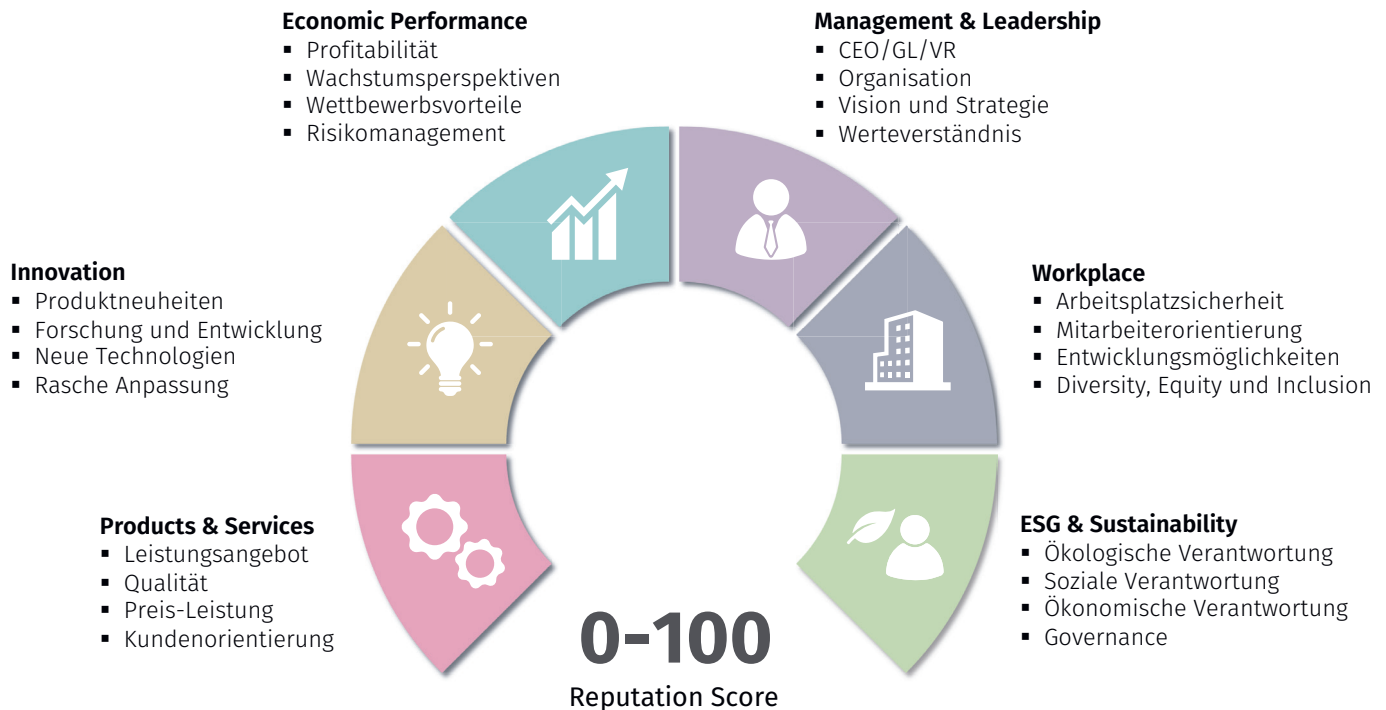 Economic Performance
▪ Profitabilität
▪ Wachstumsperspektiven
▪ Wettbewerbsvorteile
▪ Risikomanagement
Management & Leadership
▪ CEO/GL/VR
▪ Organisation
▪ Vision und Strategie
▪ Werteverständnis
Innovation
▪ Produktneuheiten
▪ Forschung und Entwicklung
▪ Neue Technologien
▪ Rasche Anpassung
Workplace
▪ Arbeitsplatzsicherheit
▪ Mitarbeiterorientierung
▪ Entwicklungsmöglichkeiten
▪ Diversity, Equity und Inclusion
Products & Services
▪ Leistungsangebot
▪ Qualität
▪ Preis-Leistung
▪ Kundenorientierung
ESG & Sustainability
▪ Ökologische Verantwortung
▪ Soziale Verantwortung
▪ Ökonomische Verantwortung
▪ Governance
0-100
Reputation Score